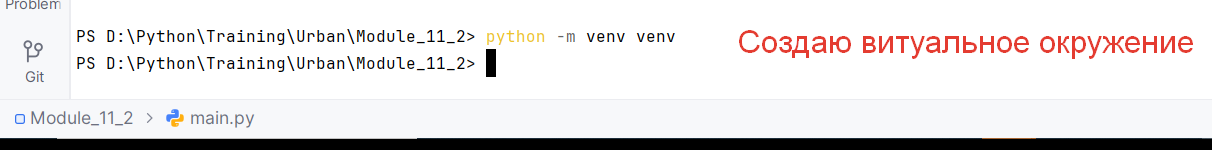 Problem
PS D:\Python\Training\Urban\Module_11_2> python -m venv venv
PS D:\Python\Training\Urban\Module_11_2>
Создаю витуальное окружение
Git
Module_11_2 > main.py